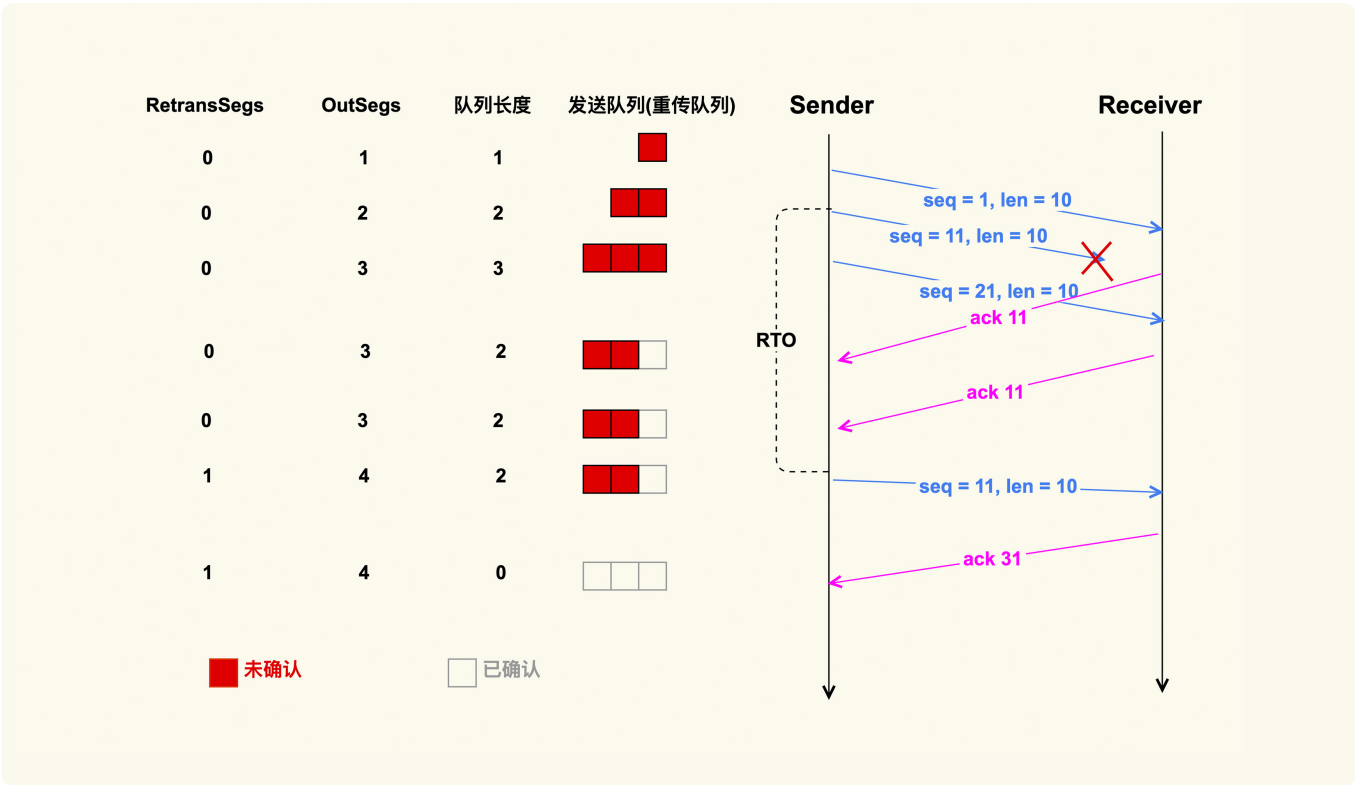 RetransSegs OutSegs 队列长度 发送队列(重传队列) Sender Receiver
0 1 1
seq = 1, len = 10
0 2 2
seq = 11, len = 10
0 3 3
seq = 21, len = 10
ack 11
RTO
0 3 2
ack 11
0 3 2
1 4 2
seq = 11, len = 10
ack 31
1 4 0
未确认 已确认